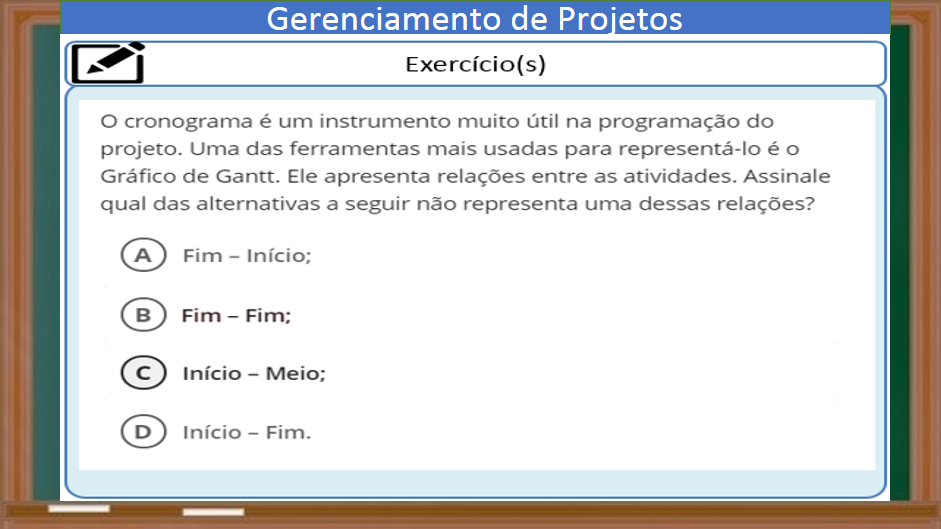 Gerenciamento de Projetos
Exercício(s)
O cronograma é um instrumento muito útil na programação do
projeto. Uma das ferramentas mais usadas para representá-lo é o
Gráfico de Gantt. Ele apresenta relações entre as atividades. Assinale
qual das alternativas a seguir não representa uma dessas relações?
A Fim – Início;
B Fim – Fim;
C Início – Meio;
D Início – Fim.